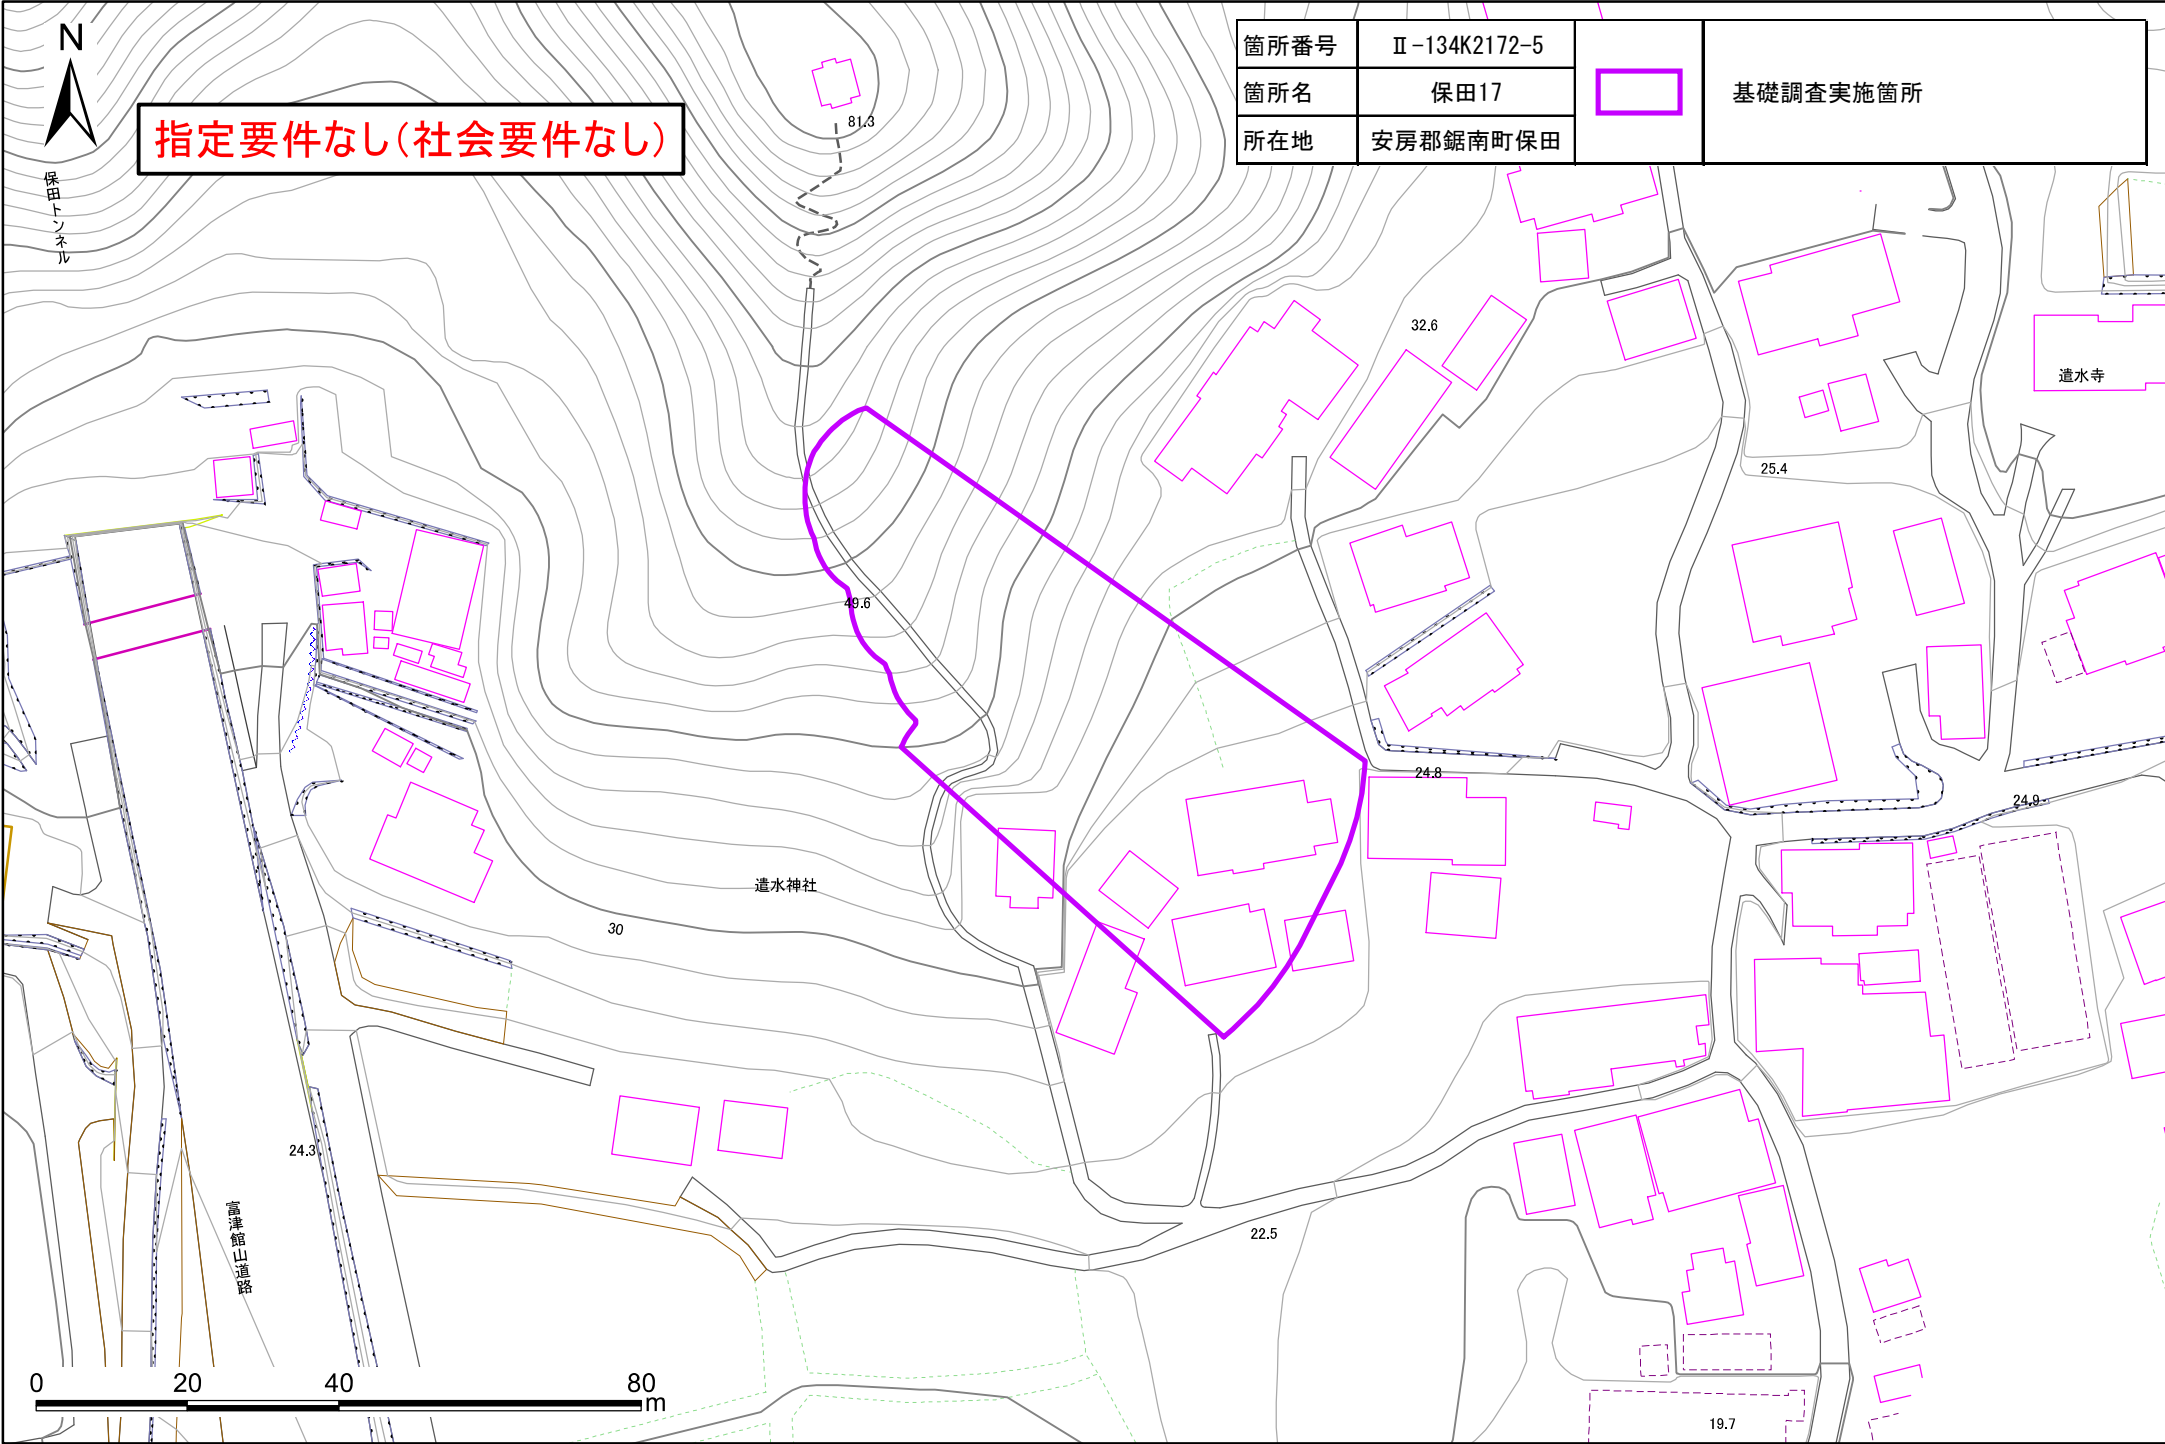 N
指定要件なし(社会要件なし)
箇所番号 Ⅱ-134K2172-5
箇所名 保田17
所在地 安房郡鋸南町保田
基礎調査実施箇所
81.3
保田トンネル
32.6
遣水寺
25.4
49.6
24.8
24.9
遣水神社
30
24.3
富津館山道路
22.5
19.7
0 20 40 80
m